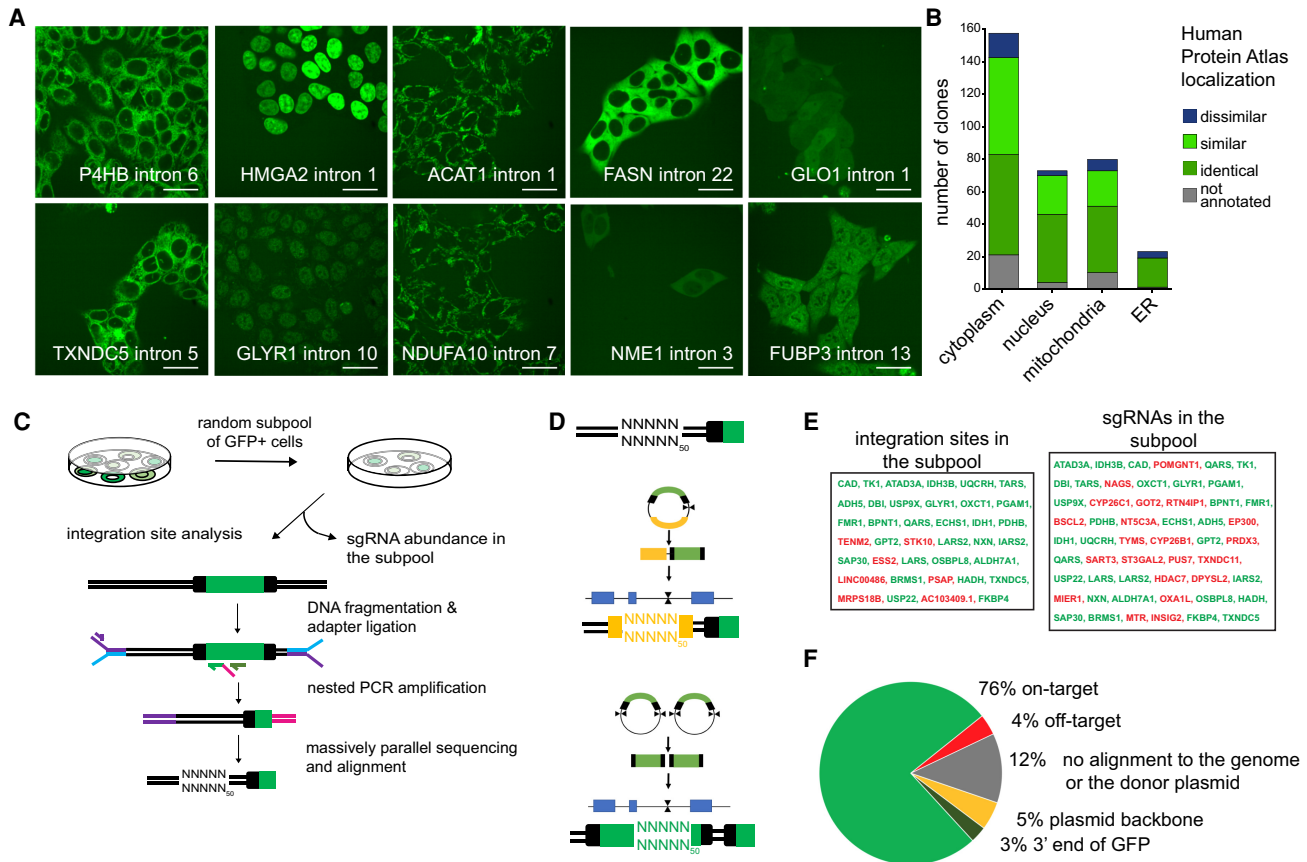 A
P4HB intron 6
HMGA2 intron 1
ACAT1 intron 1
FASN intron 22
GLO1 intron 1
TXNDC5 intron 5
GLYR1 intron 10
NDUFA10 intron 7
NME1 intron 3
FUBP3 intron 13
B
number of clones
160
140
120
100
80
60
40
20
0
cytoplasm
nucleus
mitochondria
ER
Human
Protein Atlas
localization
dissimilar
similar
identical
not
annotated
C
random subpool
of GFP+ cells
integration site analysis
sgRNA abundance in
the subpool
DNA fragmentation &
adapter ligation
nested PCR amplification
massively parallel sequencing
and alignment
NNNNN
NNNNN50
D
NNNNN
NNNNN50
NNNNN
NNNNN50
NNNNN
NNNNN50
E
integration sites in
the subpool
CAD, TK1, ATAD3A, IDH3B, UQCRH, TARS,
ADH5, DBI, USP9X, GLYR1, OXCT1, PGAM1,
FMR1, BPNT1, QARS, ECHS1, IDH1, PDHB,
TENM2, GPT2, STK10, LARS2, NXN, IARS2,
SAP30, ESS2, LARS, OSBPL8, ALDH7A1,
LINC00486, BRMS1, PSAP, HADH, TXNDC5,
MRPS18B, USP22, AC103409.1, FKBP4
sgRNAs in the
subpool
ATAD3A, IDH3B, CAD, POMGNT1, QARS, TK1,
DBI, TARS, NAGS, OXCT1, GLYR1, PGAM1,
USP9X, CYP26C1, GOT2, RTN4IP1, BPNT1, FMR1,
BSCL2, PDHB, NT5C3A, ECHS1, ADH5, EP300,
IDH1, UQCRH, TYMS, CYP26B1, GPT2, PRDX3,
QARS, SART3, ST3GAL2, PUS7, TXNDC11,
USP22, LARS, LARS2, HDAC7, DPYSL2, IARS2,
MIER1, NXN, ALDH7A1, OXA1L, OSBPL8, HADH,
SAP30, BRMS1, MTR, INSIG2, FKBP4, TXNDC5
F
76% on-target
4% off-target
12% no alignment to the genome
or the donor plasmid
5% plasmid backbone
3% 3' end of GFP